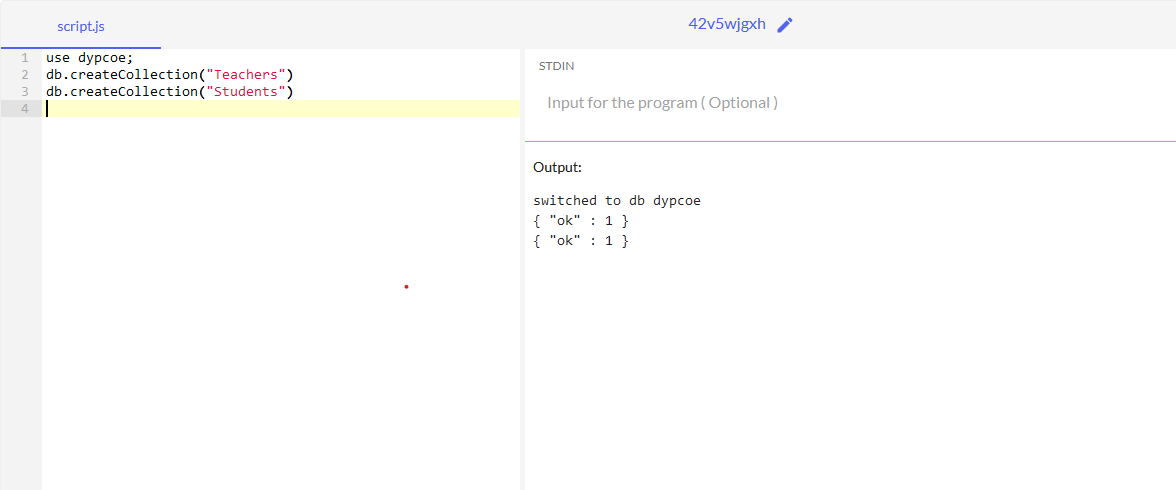 script.js
42v5wjgxh
1 use dypcoe;
2 db.createCollection("Teachers")
3 db.createCollection("Students")
4
STDIN
Input for the program ( Optional )
Output:
switched to db dypcoe
{ "ok" : 1 }
{ "ok" : 1 }